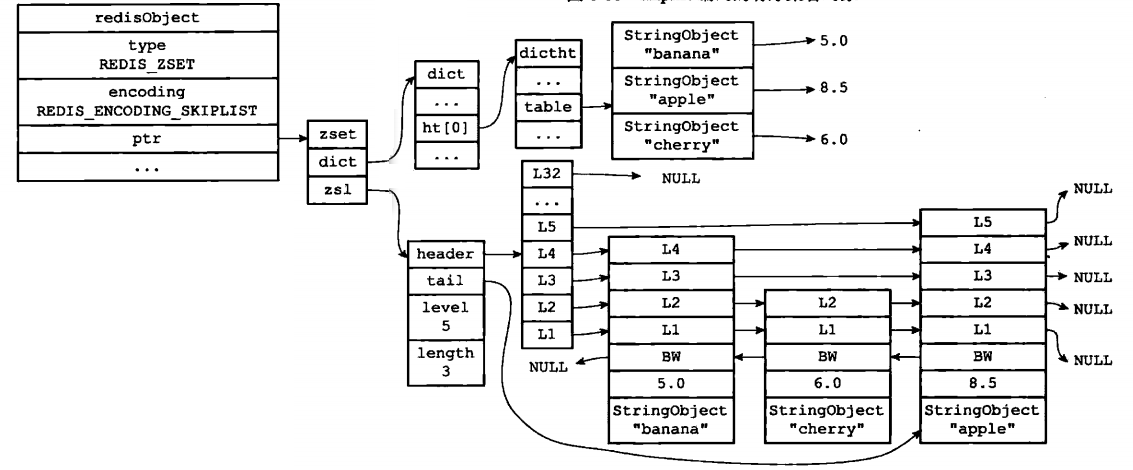 redisObject
type
REDIS_ZSET
encoding
REDIS_ENCODING_SKIPLIST
ptr
...
zset
dict
zsl
dict
...
ht[0]
...
dictht
...
table
...
StringObject
"banana"
5.0
StringObject
"apple"
8.5
StringObject
"cherry"
6.0
L32
NULL
...
L5
L4
L3
L2
L1
header
tail
level
5
length
3
NULL
L4
L3
L2
L1
BW
5.0
StringObject
"banana"
L2
L1
BW
6.0
StringObject
"cherry"
L5
L4
L3
L2
L1
BW
8.5
StringObject
"apple"
NULL
NULL
NULL
NULL
NULL